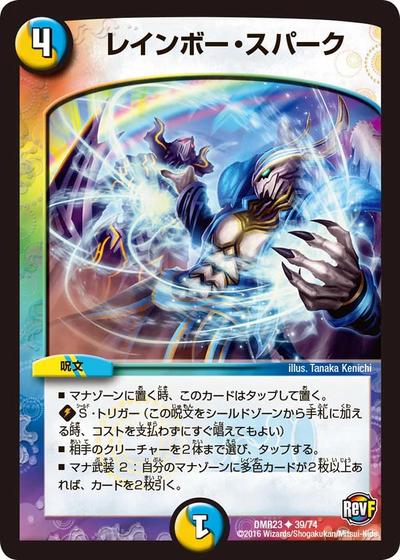 4
レインボー・スパーク
illus. Tanaka Kenichi
呪文
■ マナゾーンに置く時、このカードはタップして置く。
S・トリガー(この呪文をシールドゾーンから手札に加え
る時、コストを支払わずにすぐ唱えてもよい)
■ 相手のクリーチャーを2体まで選び、タップする。
■ マナ武装 2:自分のマナゾーンに多色カードが2枚以上あ
れば、カードを2枚引く。
1
DMR23 ◆ 39/74
©2016 Wizards/Shogakukan/Mitsui-Kids
RevF